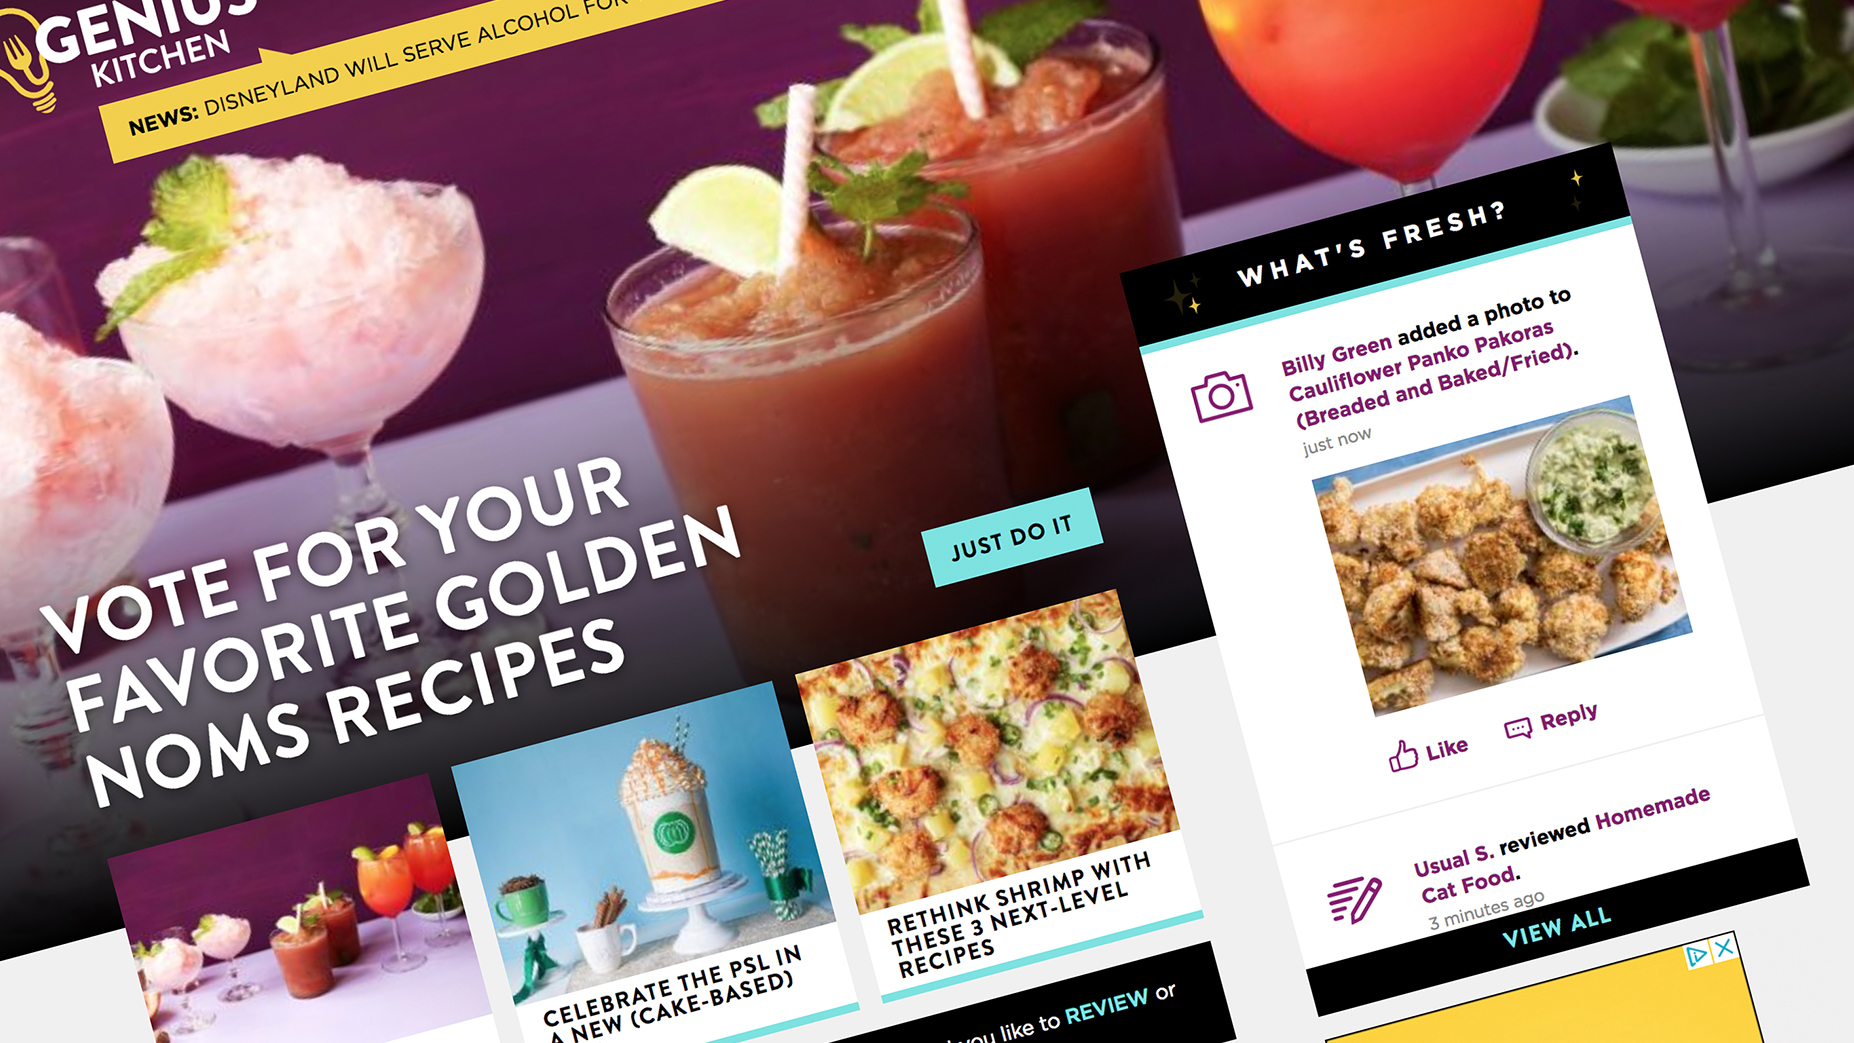 GENIUS
KITCHEN
NEWS: DISNEYLAND WILL SERVE ALCOHOL FOR
WHAT'S FRESH?
Billy Green added a photo to
Cauliflower Panko Pakoras
(Breaded and Baked/Fried).
just now
Like
Reply
Usual S. reviewed Homemade
Cat Food.
3 minutes ago
VIEW ALL
VOTE FOR YOUR
FAVORITE GOLDEN
NOMS RECIPES
JUST DO IT
CELEBRATE THE PSL IN
A NEW (CAKE-BASED)
RETHINK SHRIMP WITH
THESE 3 NEXT-LEVEL
RECIPES
you like to REVIEW or